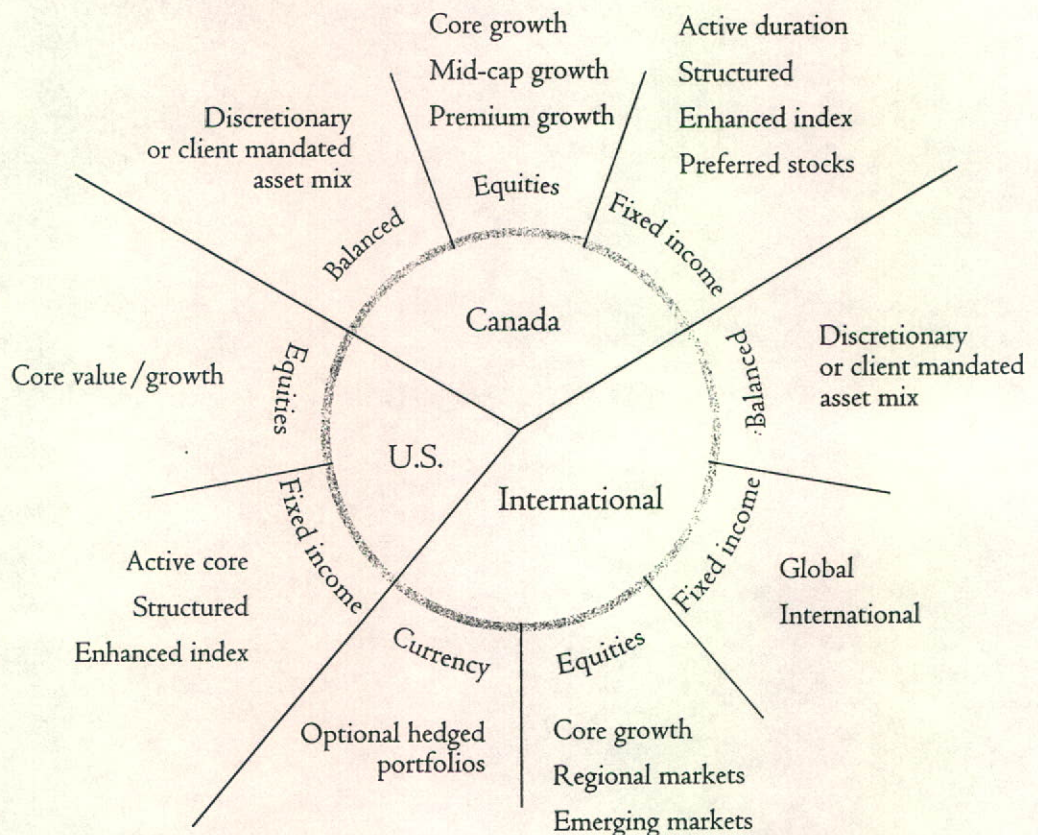 Core growth
Mid-cap growth
Premium growth
Equities
Active duration
Structured
Enhanced index
Preferred stocks
Fixed income
Discretionary
or client mandated
asset mix
Balanced
Canada
Core value/growth
Equities
U.S.
Active core
Structured
Enhanced index
Fixed income
International
Discretionary
or client mandated
asset mix
Balanced
Global
International
Fixed income
Core growth
Regional markets
Emerging markets
Equities
Optional hedged
portfolios
Currency